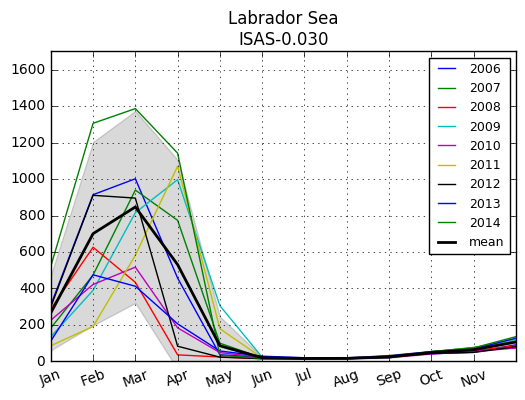 Labrador Sea
ISAS-0.030
1600
1400
1200
1000
800
600
400
200
0
Jan
Feb
Mar
Apr
May
Jun
Jul
Aug
Sep
Oct
Nov
2006
2007
2008
2009
2010
2011
2012
2013
2014
mean